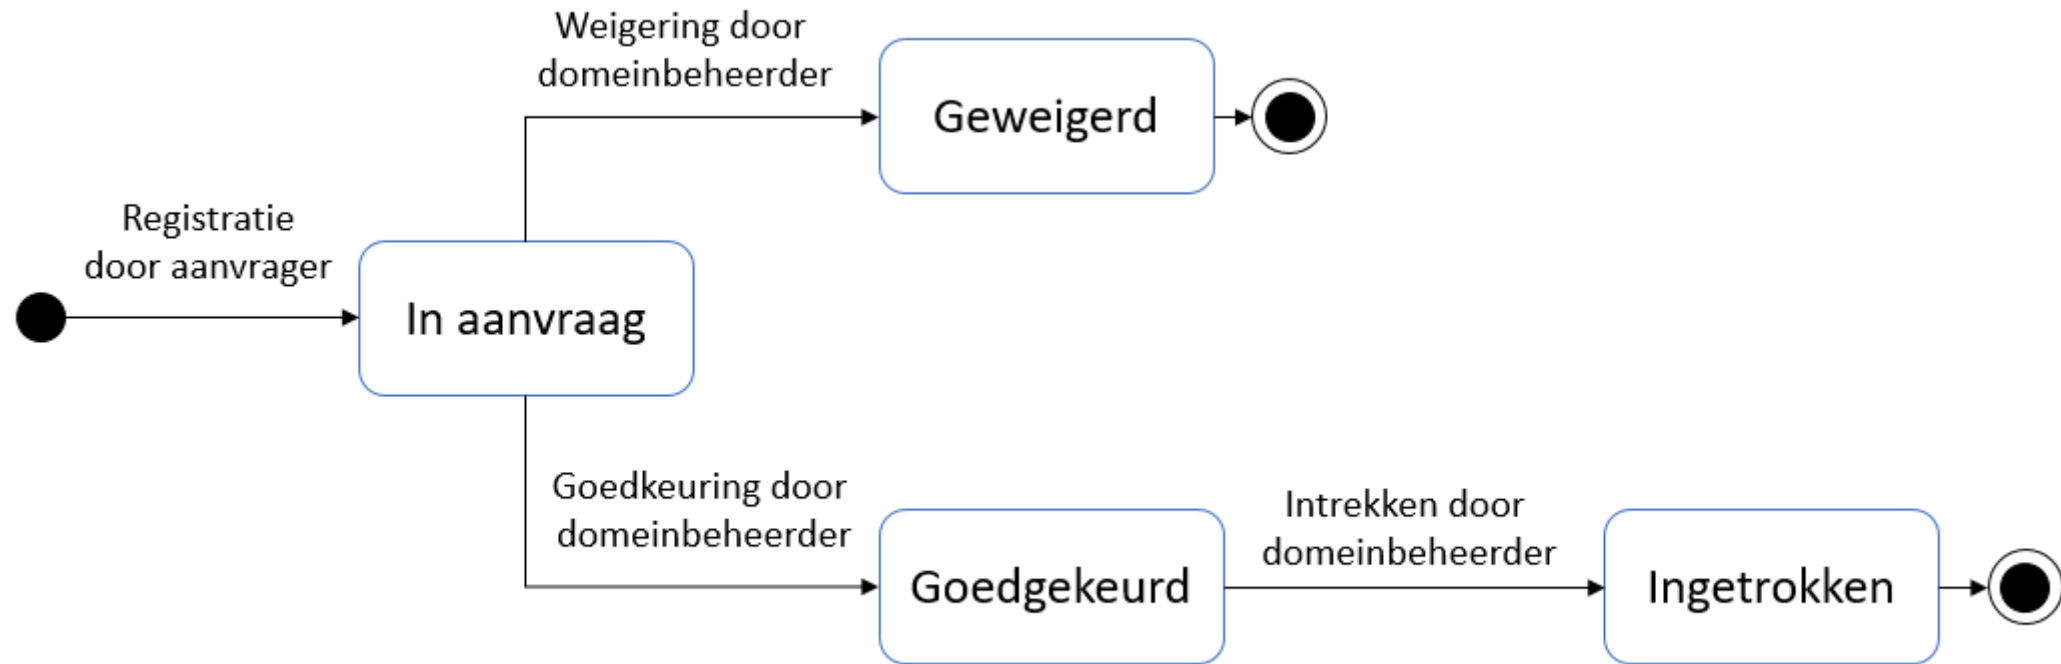 Weigering door
domeinbeheerder
Geweigerd
Registratie
door aanvrager
In aanvraag
Goedkeuring door
domeinbeheerder
Goedgekeurd
Intrekken door
domeinbeheerder
Ingetrokken